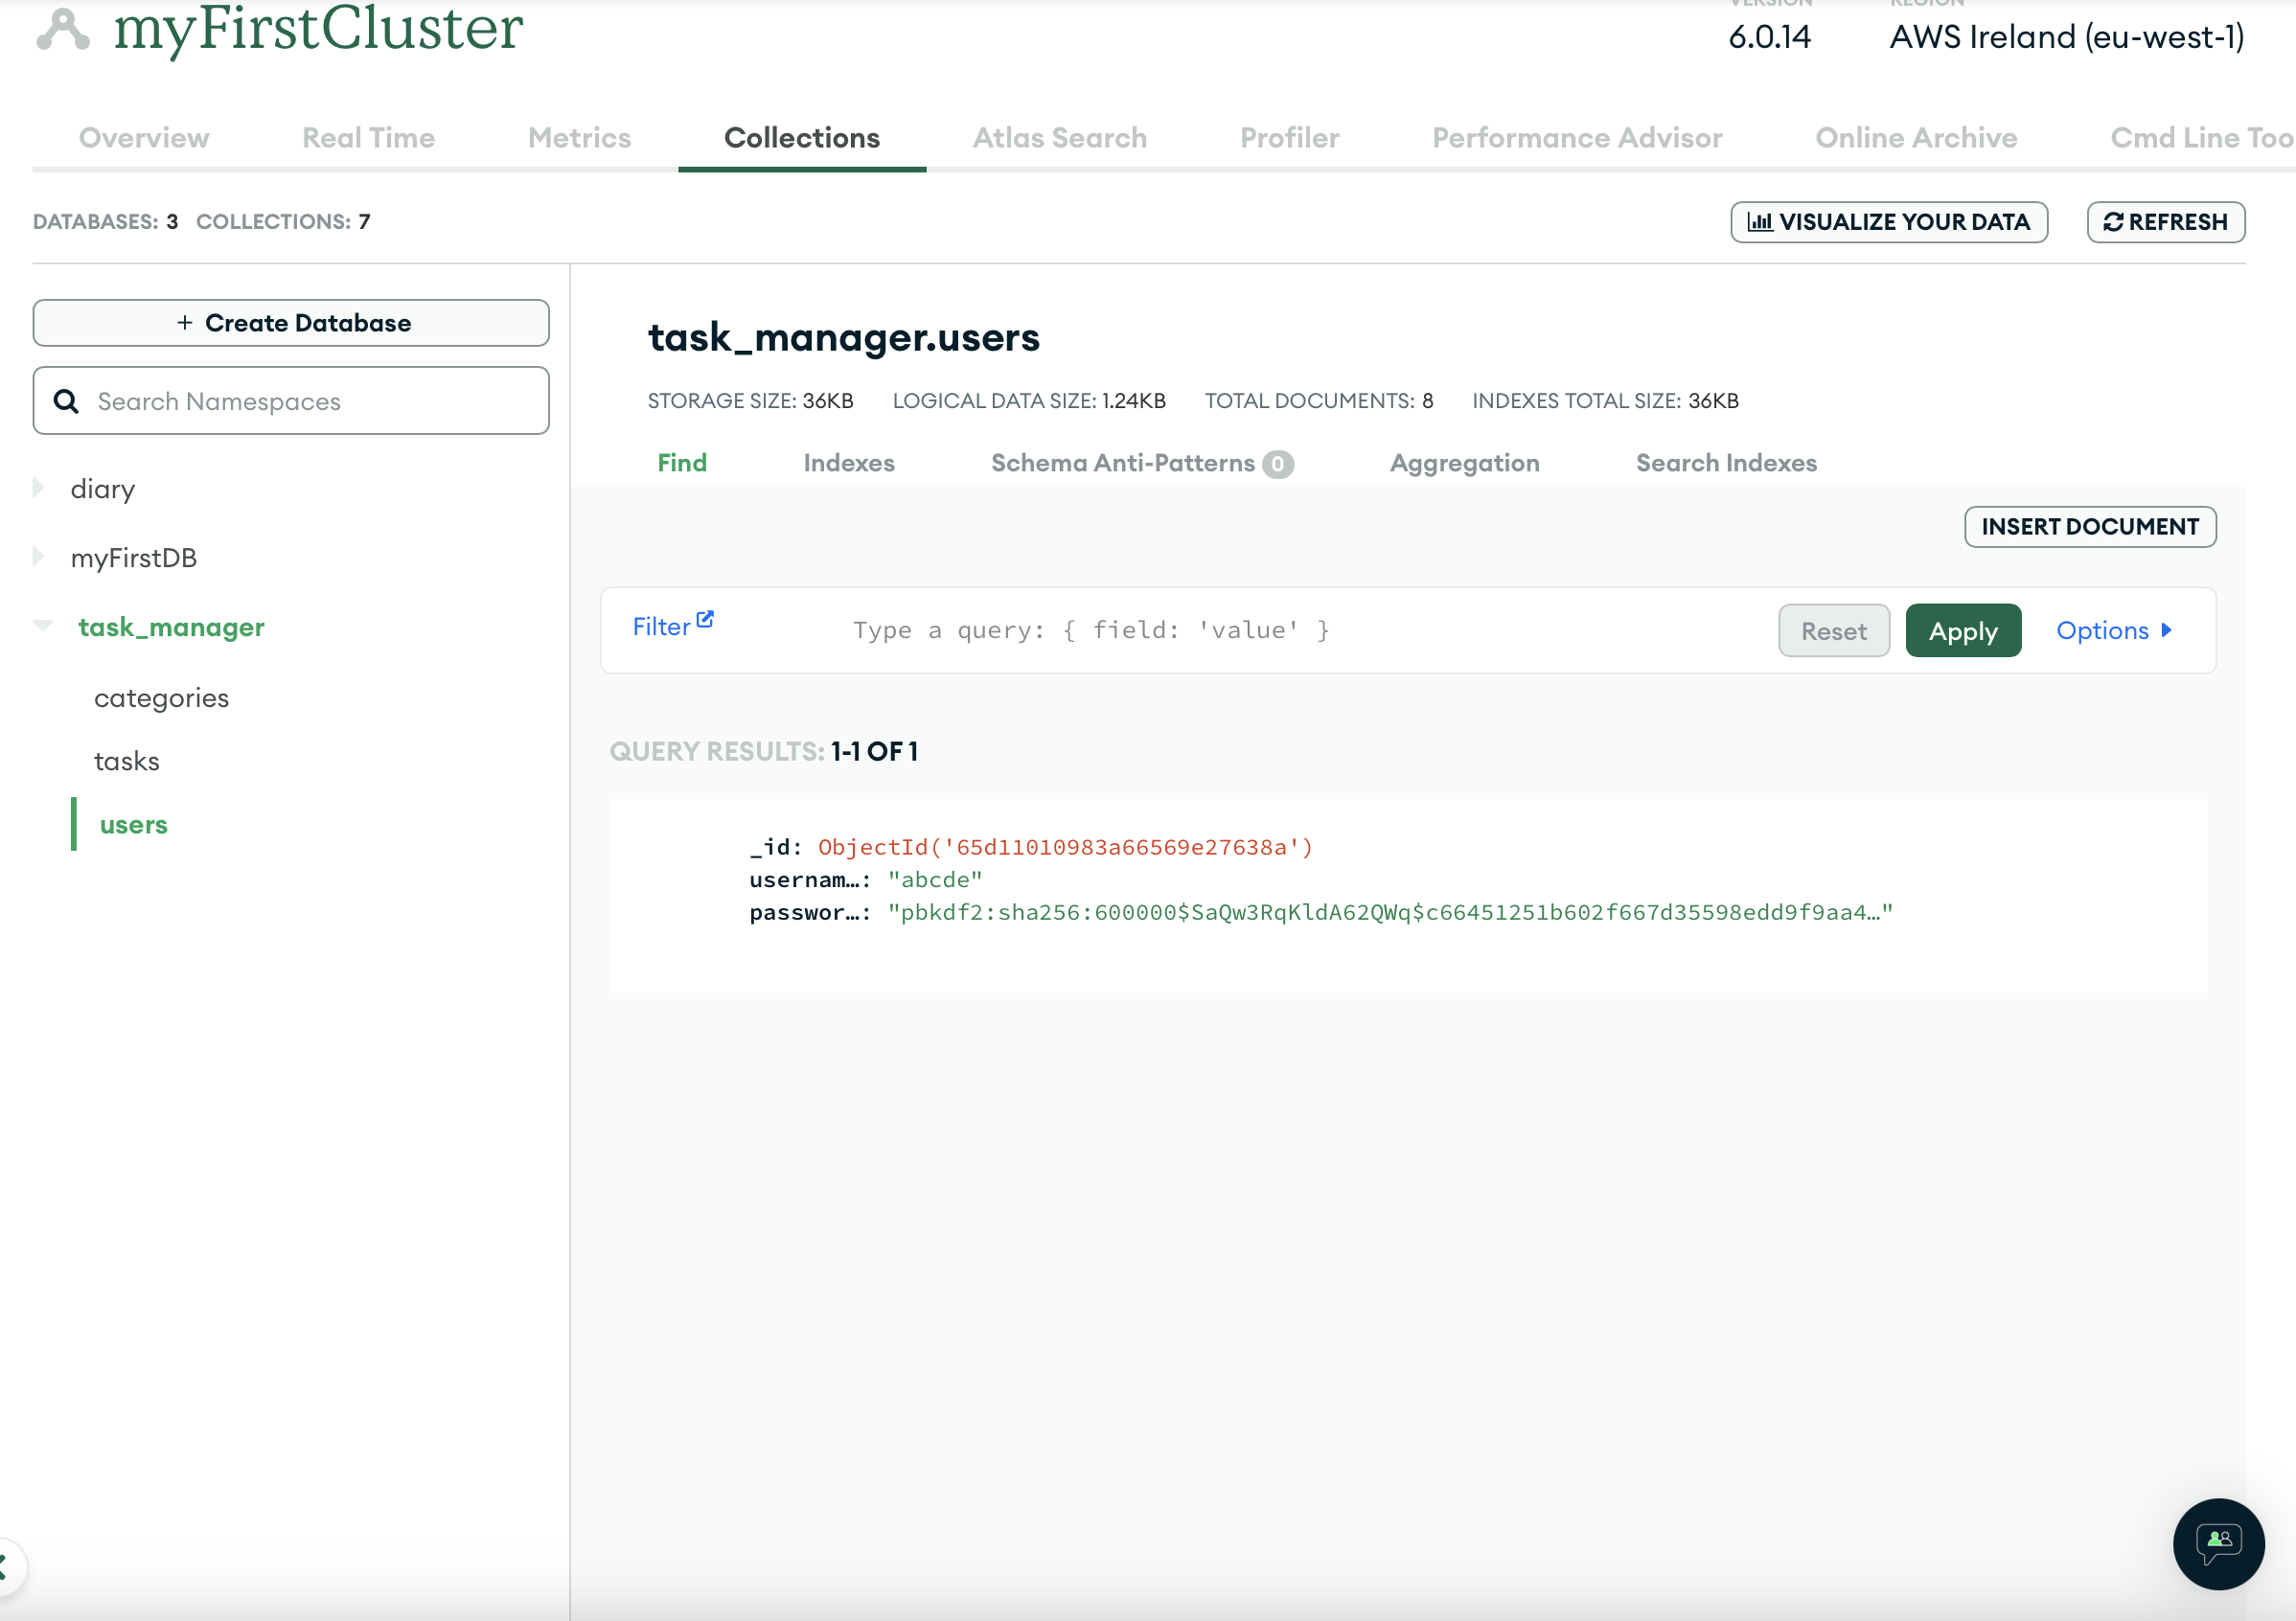 myFirstCluster
VERSION
6.0.14
REGION
AWS Ireland (eu-west-1)
Overview Real Time Metrics Collections Atlas Search Profiler Performance Advisor Online Archive Cmd Line Too
DATABASES: 3 COLLECTIONS: 7
VISUALIZE YOUR DATA
REFRESH
+ Create Database
Search Namespaces
diary
myFirstDB
task_manager
categories
tasks
users
task_manager.users
STORAGE SIZE: 36KB LOGICAL DATA SIZE: 1.24KB TOTAL DOCUMENTS: 8 INDEXES TOTAL SIZE: 36KB
Find Indexes Schema Anti-Patterns 0 Aggregation Search Indexes
INSERT DOCUMENT
Filter Type a query: { field: 'value' } Reset Apply Options
QUERY RESULTS: 1-1 OF 1
_id: ObjectId('65d11010983a66569e27638a')
usernam…: "abcde"
passwor…: "pbkdf2:sha256:600000$SaQw3RqKldA62QWq$c66451251b602f667d35598edd9f9aa4…"